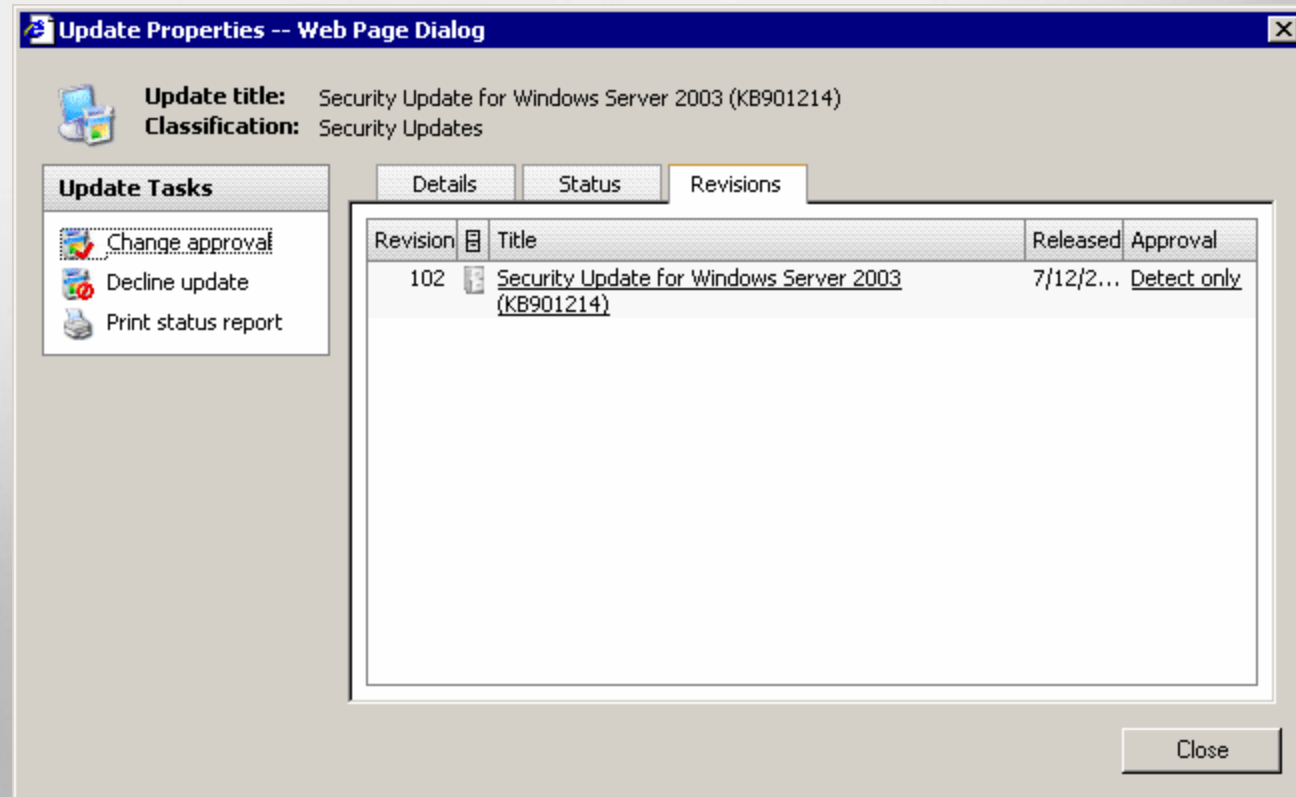 Update Properties -- Web Page Dialog
Update title: Security Update for Windows Server 2003 (KB901214)
Classification: Security Updates
Update Tasks
Change approval
Decline update
Print status report
Details Status Revisions
Revision Title Released Approval
102 Security Update for Windows Server 2003 7/12/2... Detect only
(KB901214)
Close